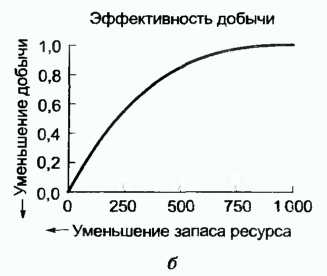 Эффективность добычи
Уменьшение добычи
1,0
0,8
0,6
0,4
0,2
0,0
0 250 500 750 1 000
Уменьшение запаса ресурса
б